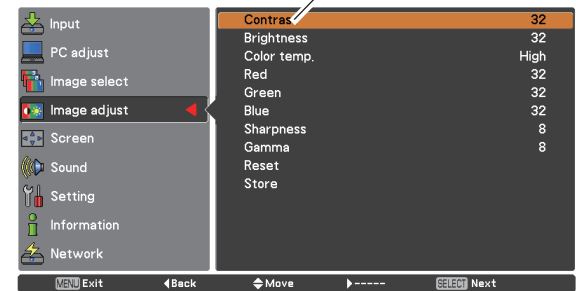 Input
PC adjust
Image select
Image adjust
Screen
Sound
Setting
Information
Network
Contrast 32
Brightness 32
Color temp. High
Red 32
Green 32
Blue 32
Sharpness 8
Gamma 8
Reset
Store
MENU Exit ◀Back Move ▶----- SELECT Next